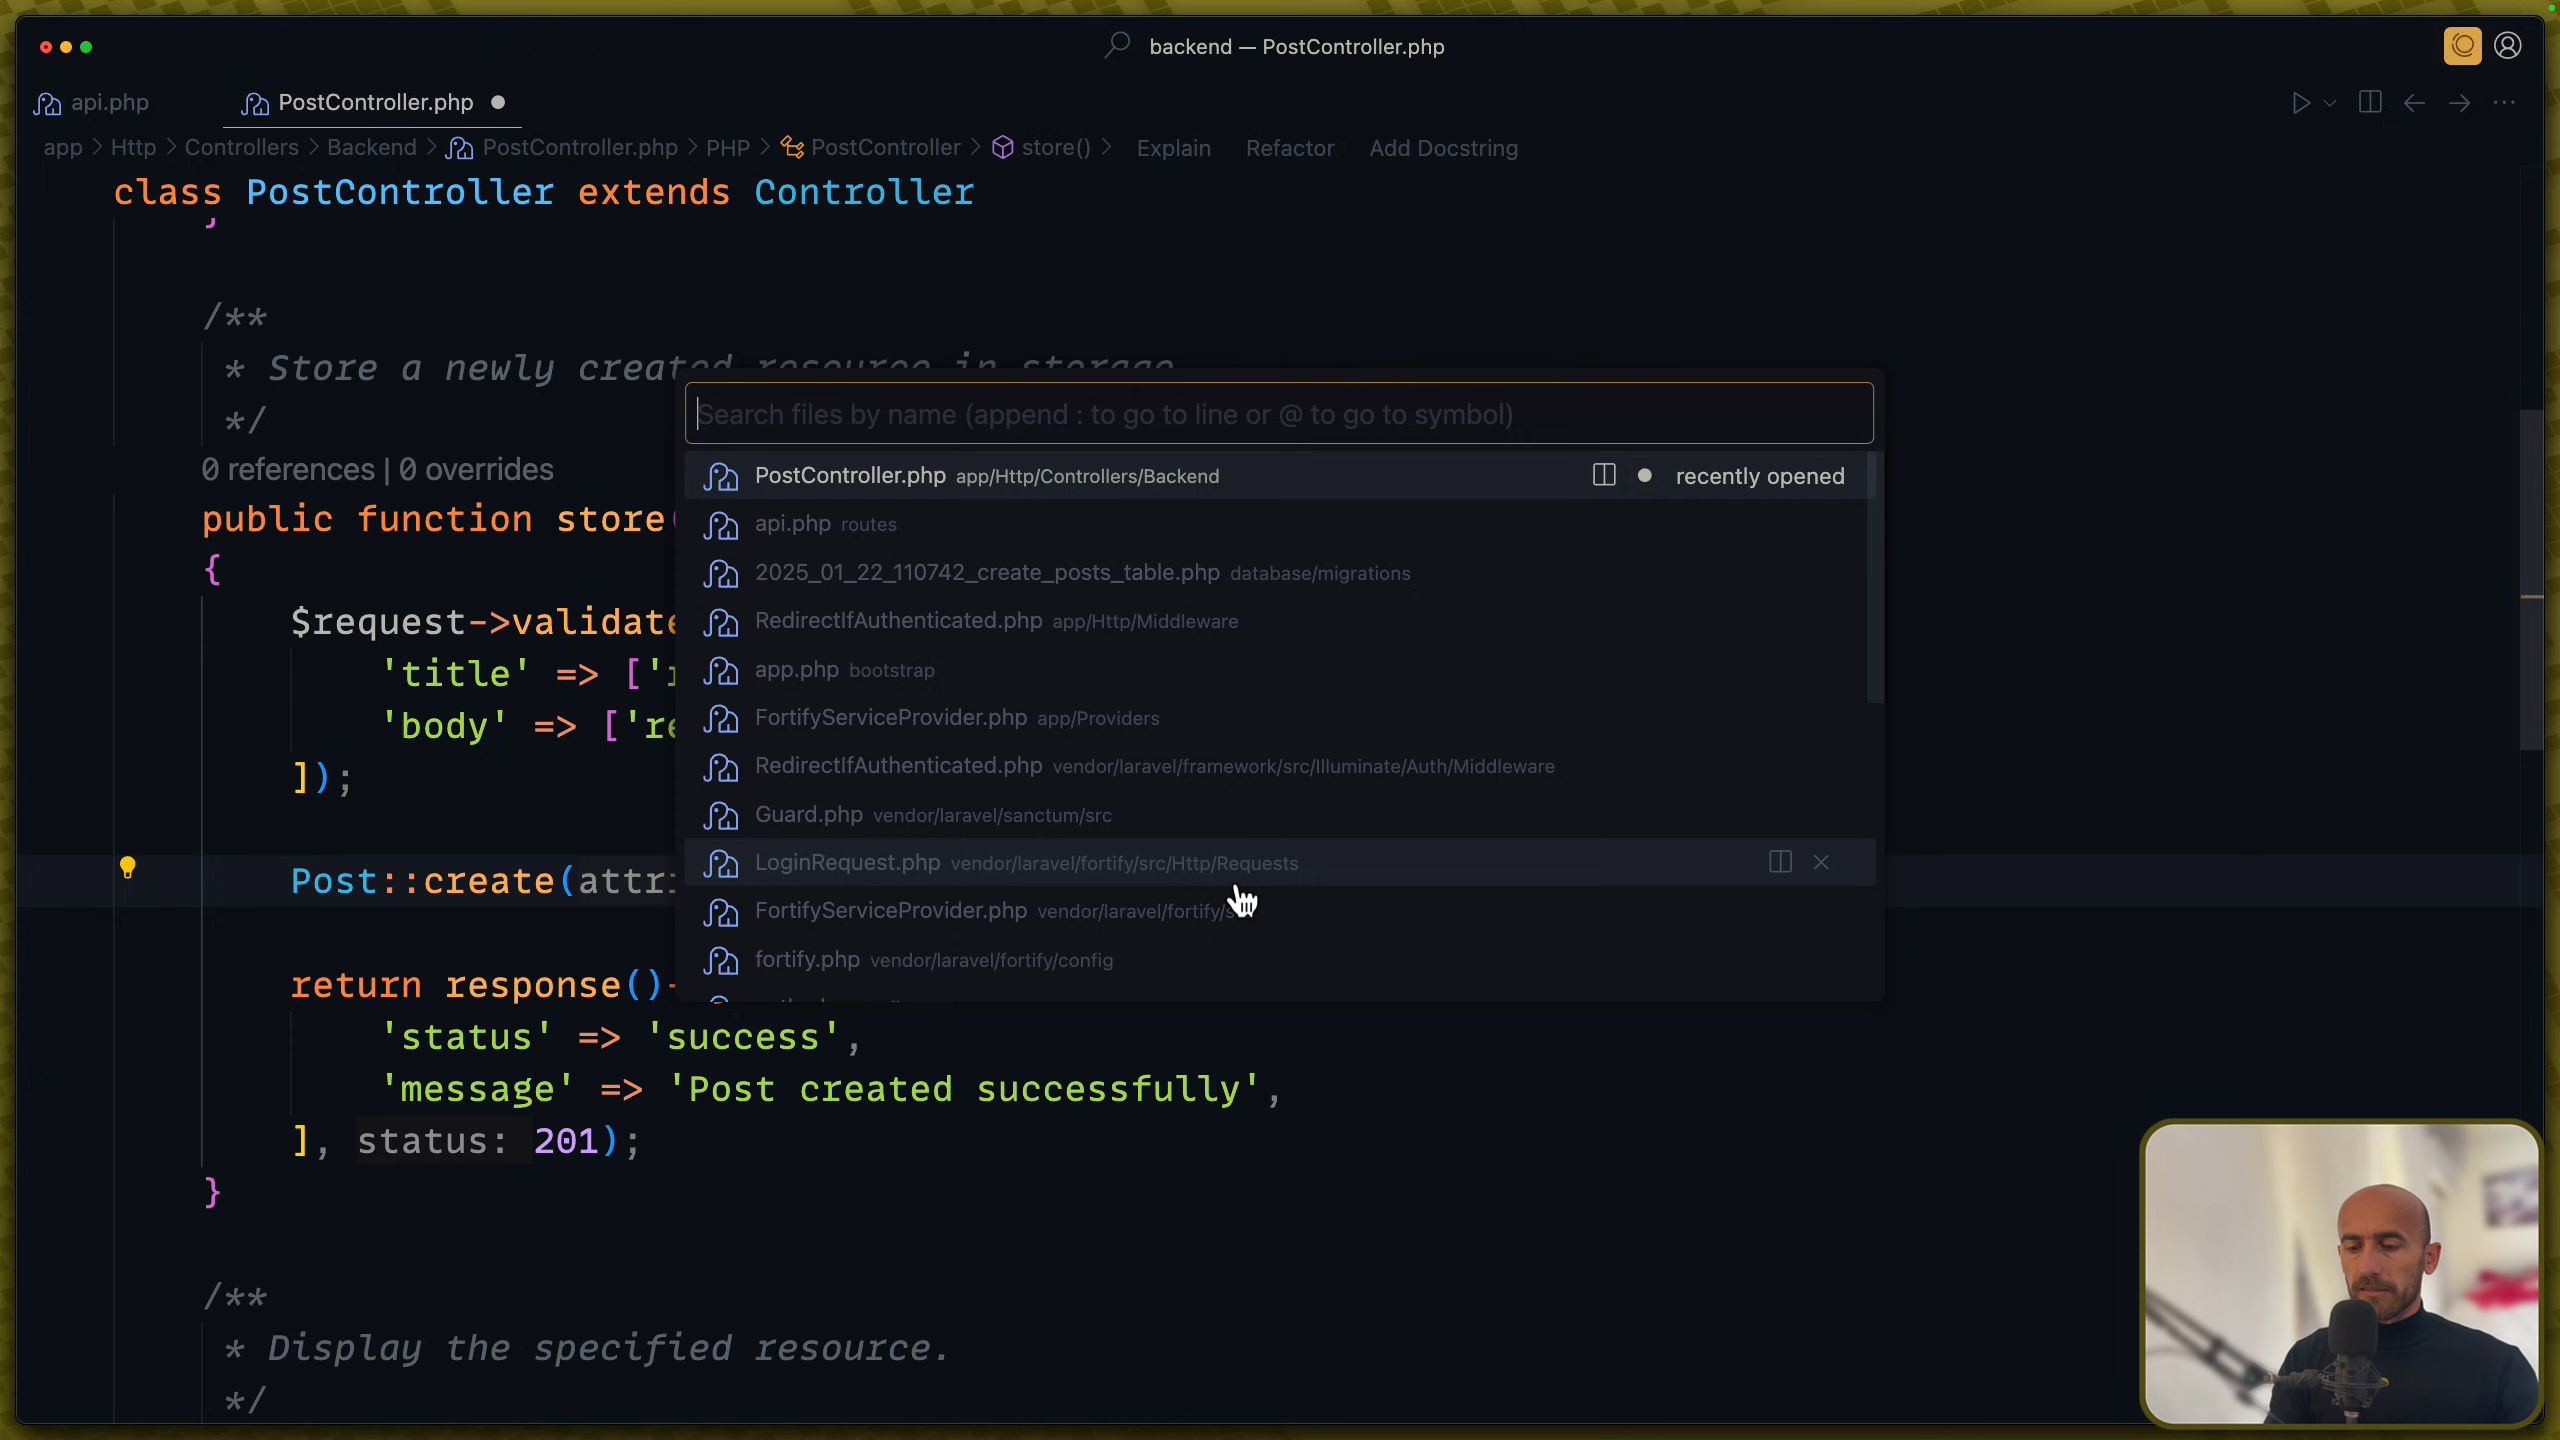 backend — PostController.php
api.php
PostController.php
app > Http > Controllers > Backend > PostController.php > PHP > PostController > store() > Explain Refactor Add Docstring
class PostController extends Controller
}
/**
* Store a newly created resource in storage
*/
0 references | 0 overrides
public function store
{
$request->validate
'title' => ['
'body' => ['re
]);
Post::create(attri
return response()-
'status' => 'success',
'message' => 'Post created successfully',
], status: 201);
}
/**
* Display the specified resource.
*/
Search files by name (append : to go to line or @ to go to symbol)
PostController.php app/Http/Controllers/Backend recently opened
api.php routes
2025_01_22_110742_create_posts_table.php database/migrations
RedirectIfAuthenticated.php app/Http/Middleware
app.php bootstrap
FortifyServiceProvider.php app/Providers
RedirectIfAuthenticated.php vendor/laravel/framework/src/Illuminate/Auth/Middleware
Guard.php vendor/laravel/sanctum/src
LoginRequest.php vendor/laravel/fortify/src/Http/Requests
FortifyServiceProvider.php vendor/laravel/fortify/s
fortify.php vendor/laravel/fortify/config